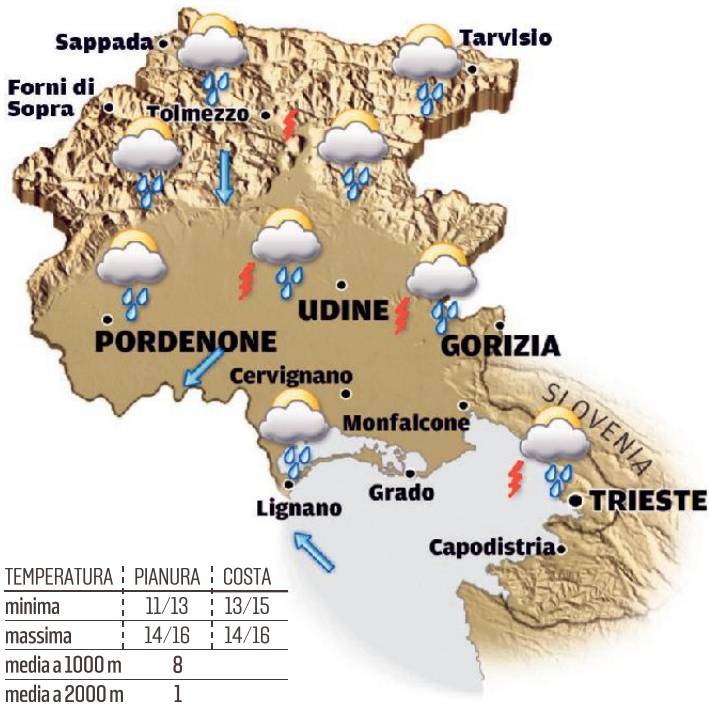 Sappada
Tarvisio
Forni di
Sopra
Tolmezzo
UDINE
PORDENONE
GORIZIA
Cervignano
SLOVENIA
Monfalcone
Grado
Lignano
TRIESTE
Capodistria
TEMPERATURA PIANURA COSTA
minima 11/13 13/15
massima 14/16 14/16
media a 1000 m 8
media a 2000 m 1